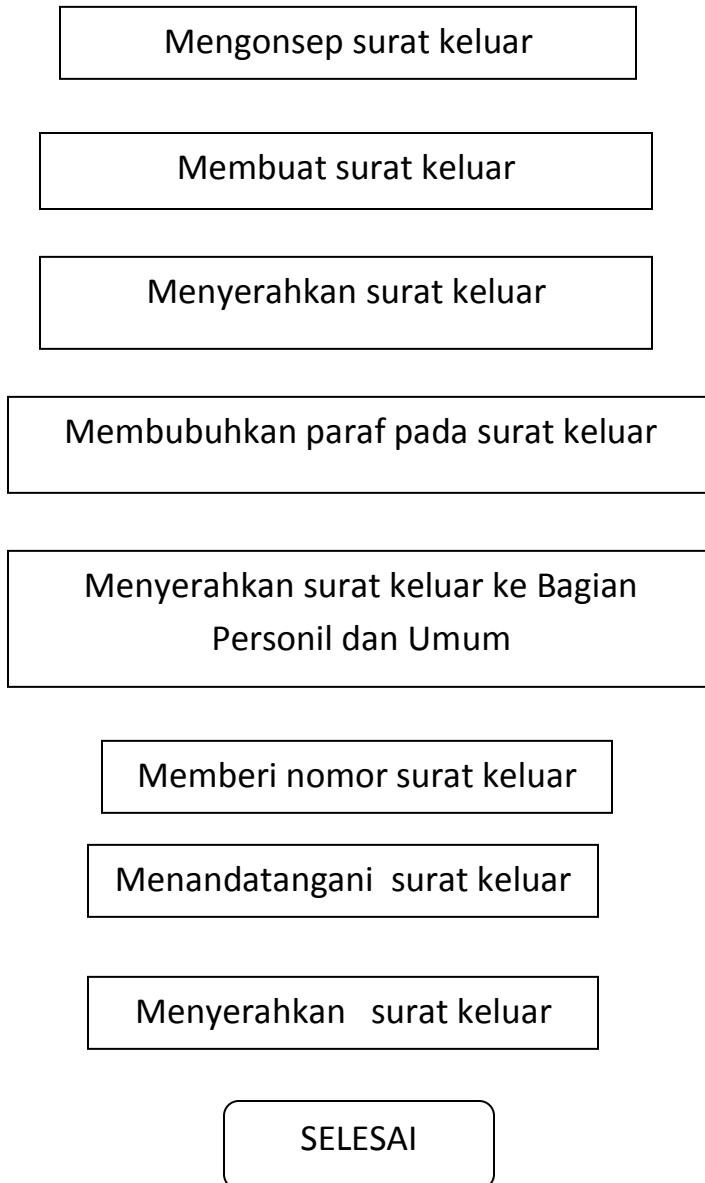 Mengonsep surat keluar
Membuat surat keluar
Menyerahkan surat keluar
Membubuhkan paraf pada surat keluar
Menyerahkan surat keluar ke Bagian
Personil dan Umum
Memberi nomor surat keluar
Menandatangani surat keluar
Menyerahkan surat keluar
SELESAI